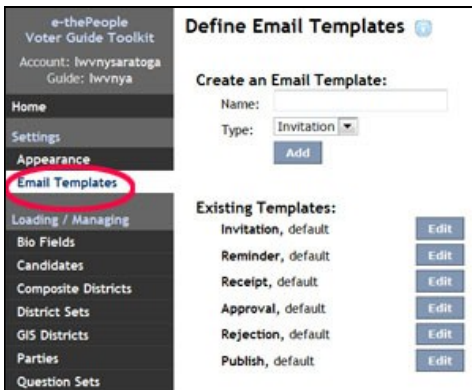 e-thePeople
Voter Guide Toolkit
Account: lwvnysaratoga
Guide: lwvnya
Home
Settings
Appearance
Email Templates
Loading / Managing
Bio Fields
Candidates
Composite Districts
District Sets
GIS Districts
Parties
Question Sets
Define Email Templates
Create an Email Template:
Name:
Type: Invitation
Add
Existing Templates:
Invitation, default Edit
Reminder, default Edit
Receipt, default Edit
Approval, default Edit
Rejection, default Edit
Publish, default Edit